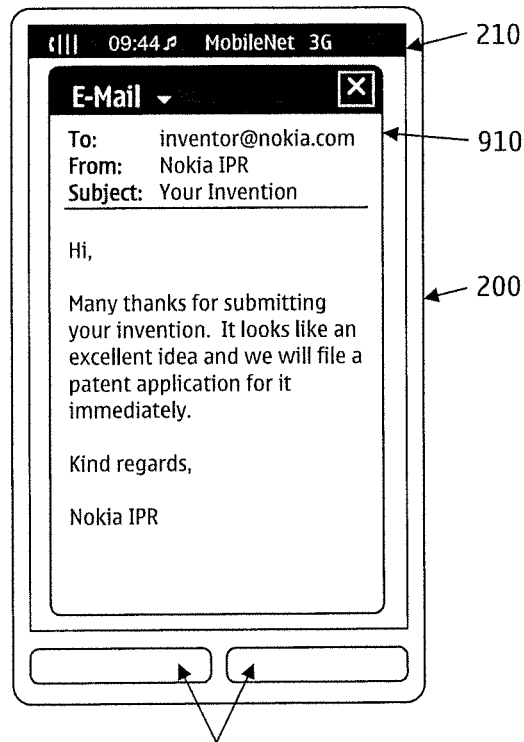 09:44 MobileNet 3G
210
E-Mail
To: inventor@nokia.com
910
From: Nokia IPR
Subject: Your Invention
Hi,
200
Many thanks for submitting
your invention. It looks like an
excellent idea and we will file a
patent application for it
immediately.
Kind regards,
Nokia IPR